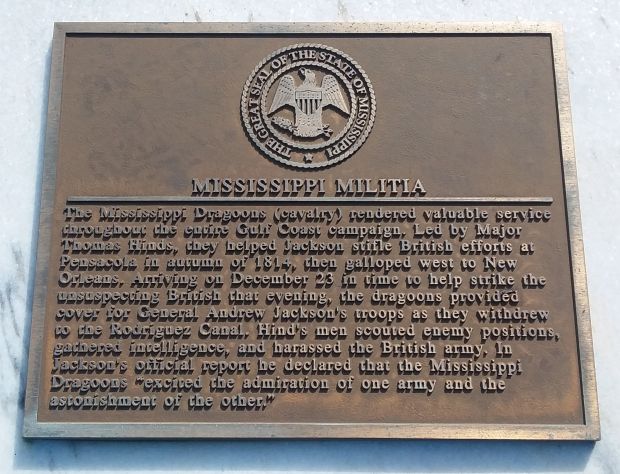 THE GREAT SEAL OF THE STATE OF MISSISSIPPI
MISSISSIPPI MILITIA
The Mississippi Dragoons (cavalry) rendered valuable service
throughout the entire Gulf Coast campaign. Led by Major
Thomas Hinds, they helped Jackson stifle British efforts at
Pensacola in autumn of 1814, then galloped west to New
Orleans. Arriving on December 23 in time to help strike the
unsuspecting British that evening, the dragoons provided
cover for General Andrew Jackson's troops as they withdrew
to the Rodriguez Canal. Hind's men scouted enemy positions,
gathered intelligence, and harassed the British army. In
Jackson's official report he declared that the Mississippi
Dragoons "excited the admiration of one army and the
astonishment of the other."